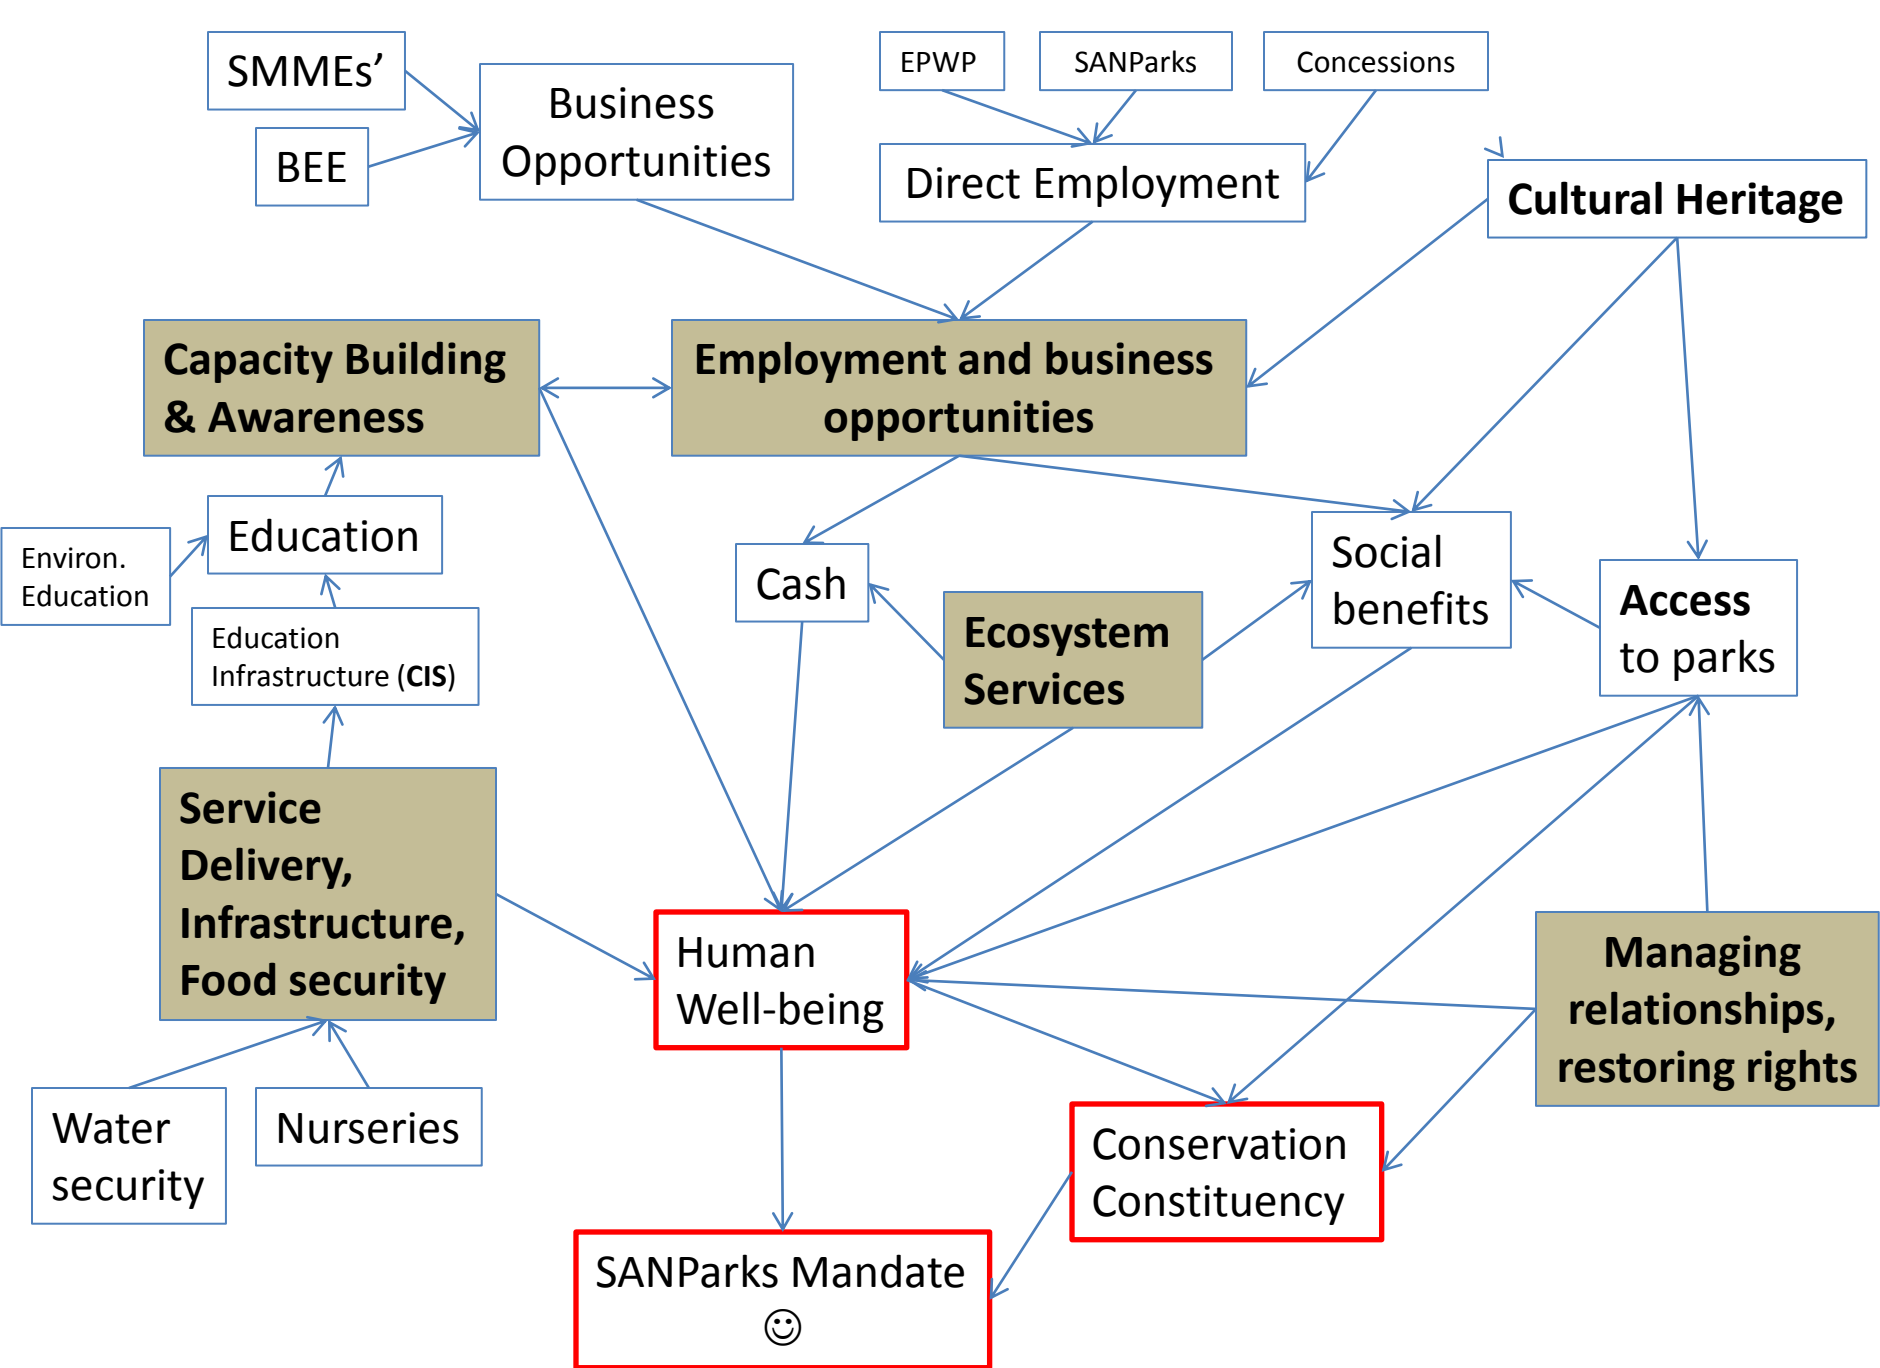 SMMEs’
BEE
Business
Opportunities
EPWP
SANParks
Concessions
Direct Employment
Cultural Heritage
Capacity Building
& Awareness
Employment and business
opportunities
Education
Environ.
Education
Education
Infrastructure (CIS)
Cash
Ecosystem
Services
Social
benefits
Access
to parks
Service
Delivery,
Infrastructure,
Food security
Human
Well-being
Managing
relationships,
restoring rights
Water
security
Nurseries
Conservation
Constituency
SANParks Mandate
☺